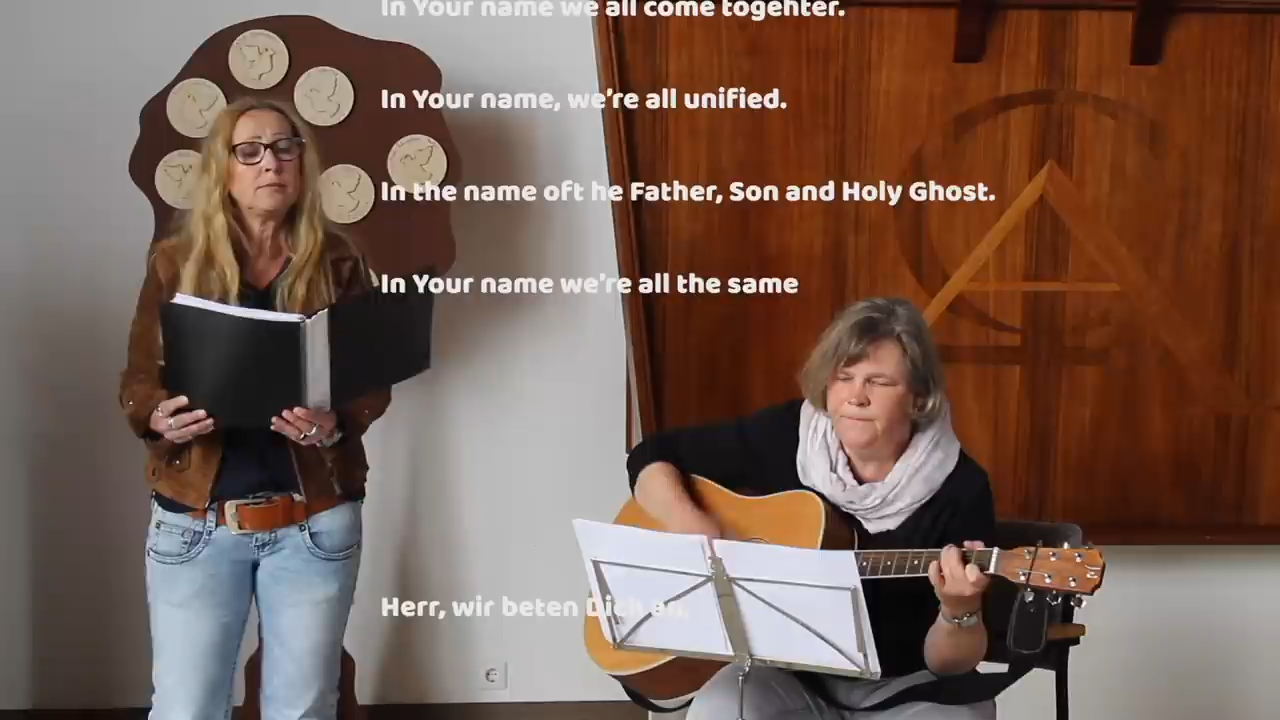 In Your name we all come togehter.
In Your name, we're all unified.
In the name oft he Father, Son and Holy Ghost.
In Your name we're all the same
Herr, wir beten Dich an.